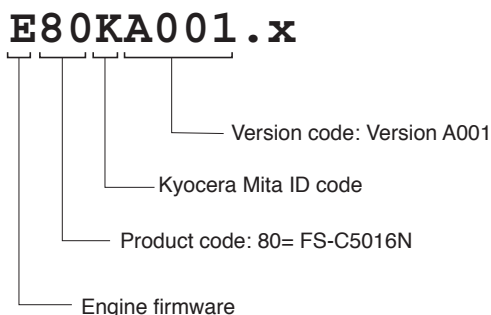 E80KA001.x
Version code: Version A001
Kyocera Mita ID code
Product code: 80= FS-C5016N
Engine firmware